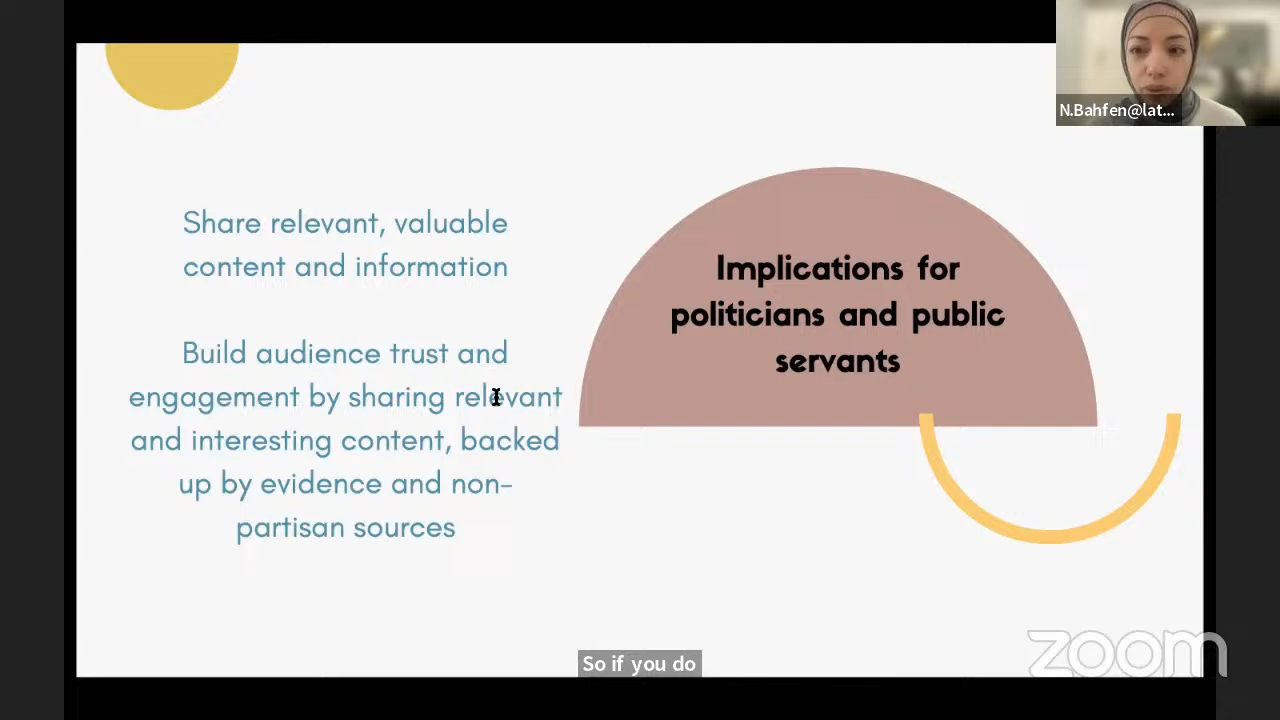 N.Bahfen@lat...
Share relevant, valuable
content and information
Build audience trust and
engagement by sharing relevant
and interesting content, backed
up by evidence and non-
partisan sources
Implications for
politicians and public
servants
So if you do
zoom